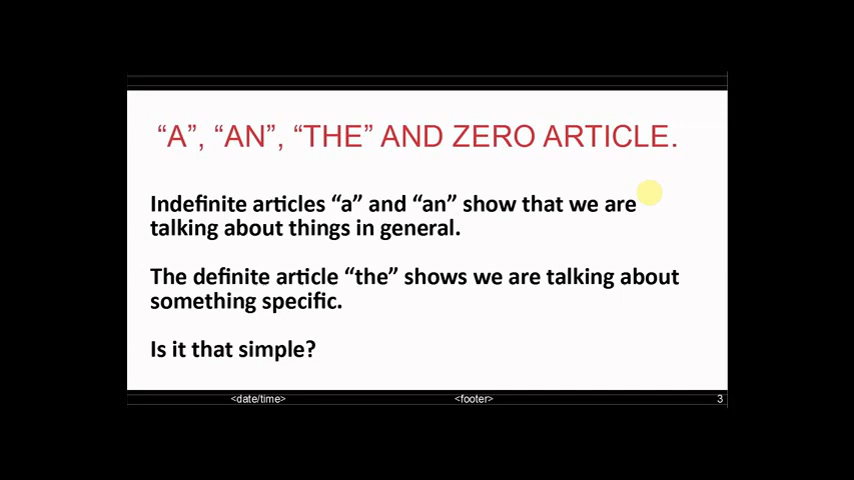 “A”, “AN”, “THE” AND ZERO ARTICLE.
Indefinite articles “a” and “an” show that we are
talking about things in general.
The definite article “the” shows we are talking about
something specific.
Is it that simple?
<date/time> <footer> 3